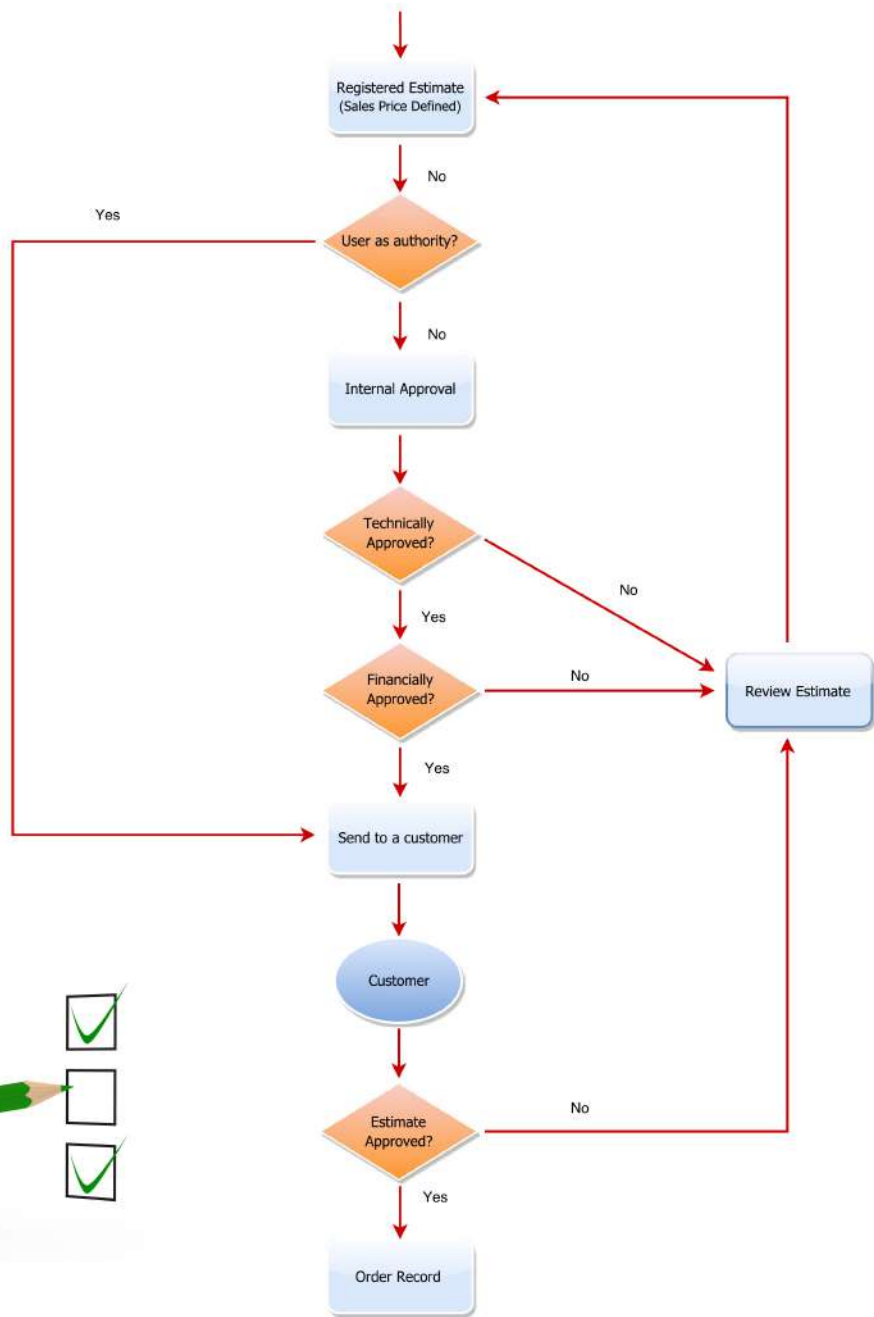 Registered Estimate
(Sales Price Defined)
No
Yes
User as authority?
No
Internal Approval
Technically
Approved?
No
Yes
Financially
Approved?
No
Review Estimate
Yes
Send to a customer
Customer
Estimate
Approved?
No
Yes
Order Record